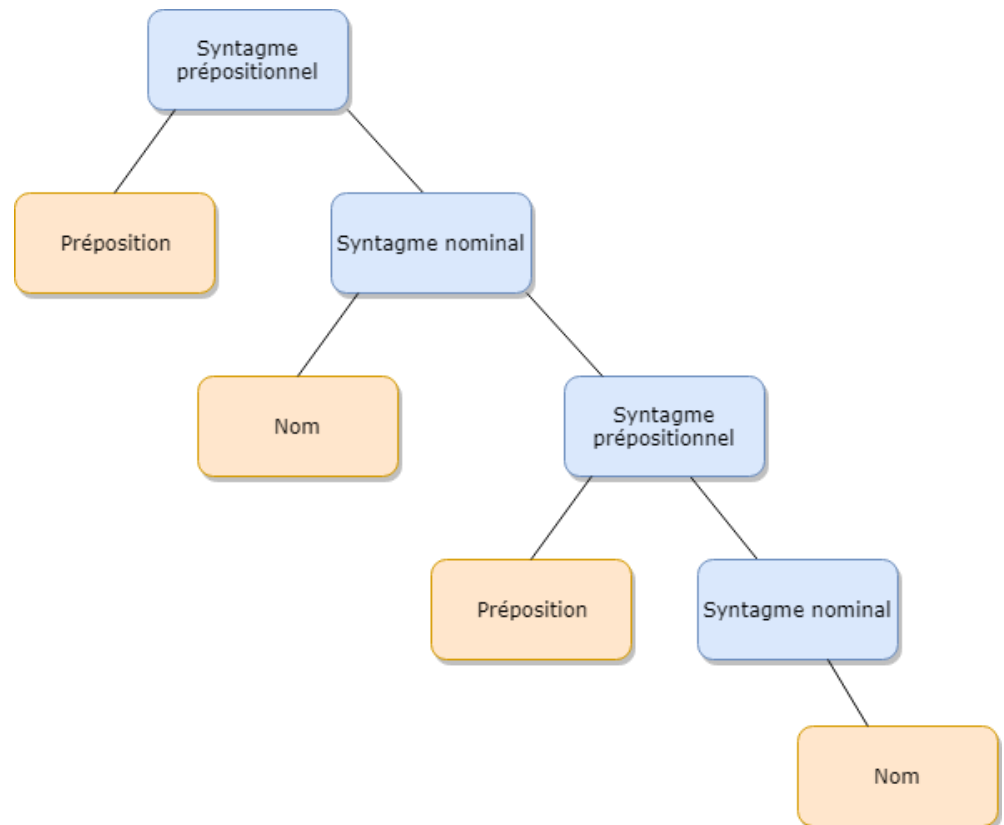 Syntagme
prépositionnel
Préposition
Syntagme nominal
Nom
Syntagme
prépositionnel
Préposition
Syntagme nominal
Nom